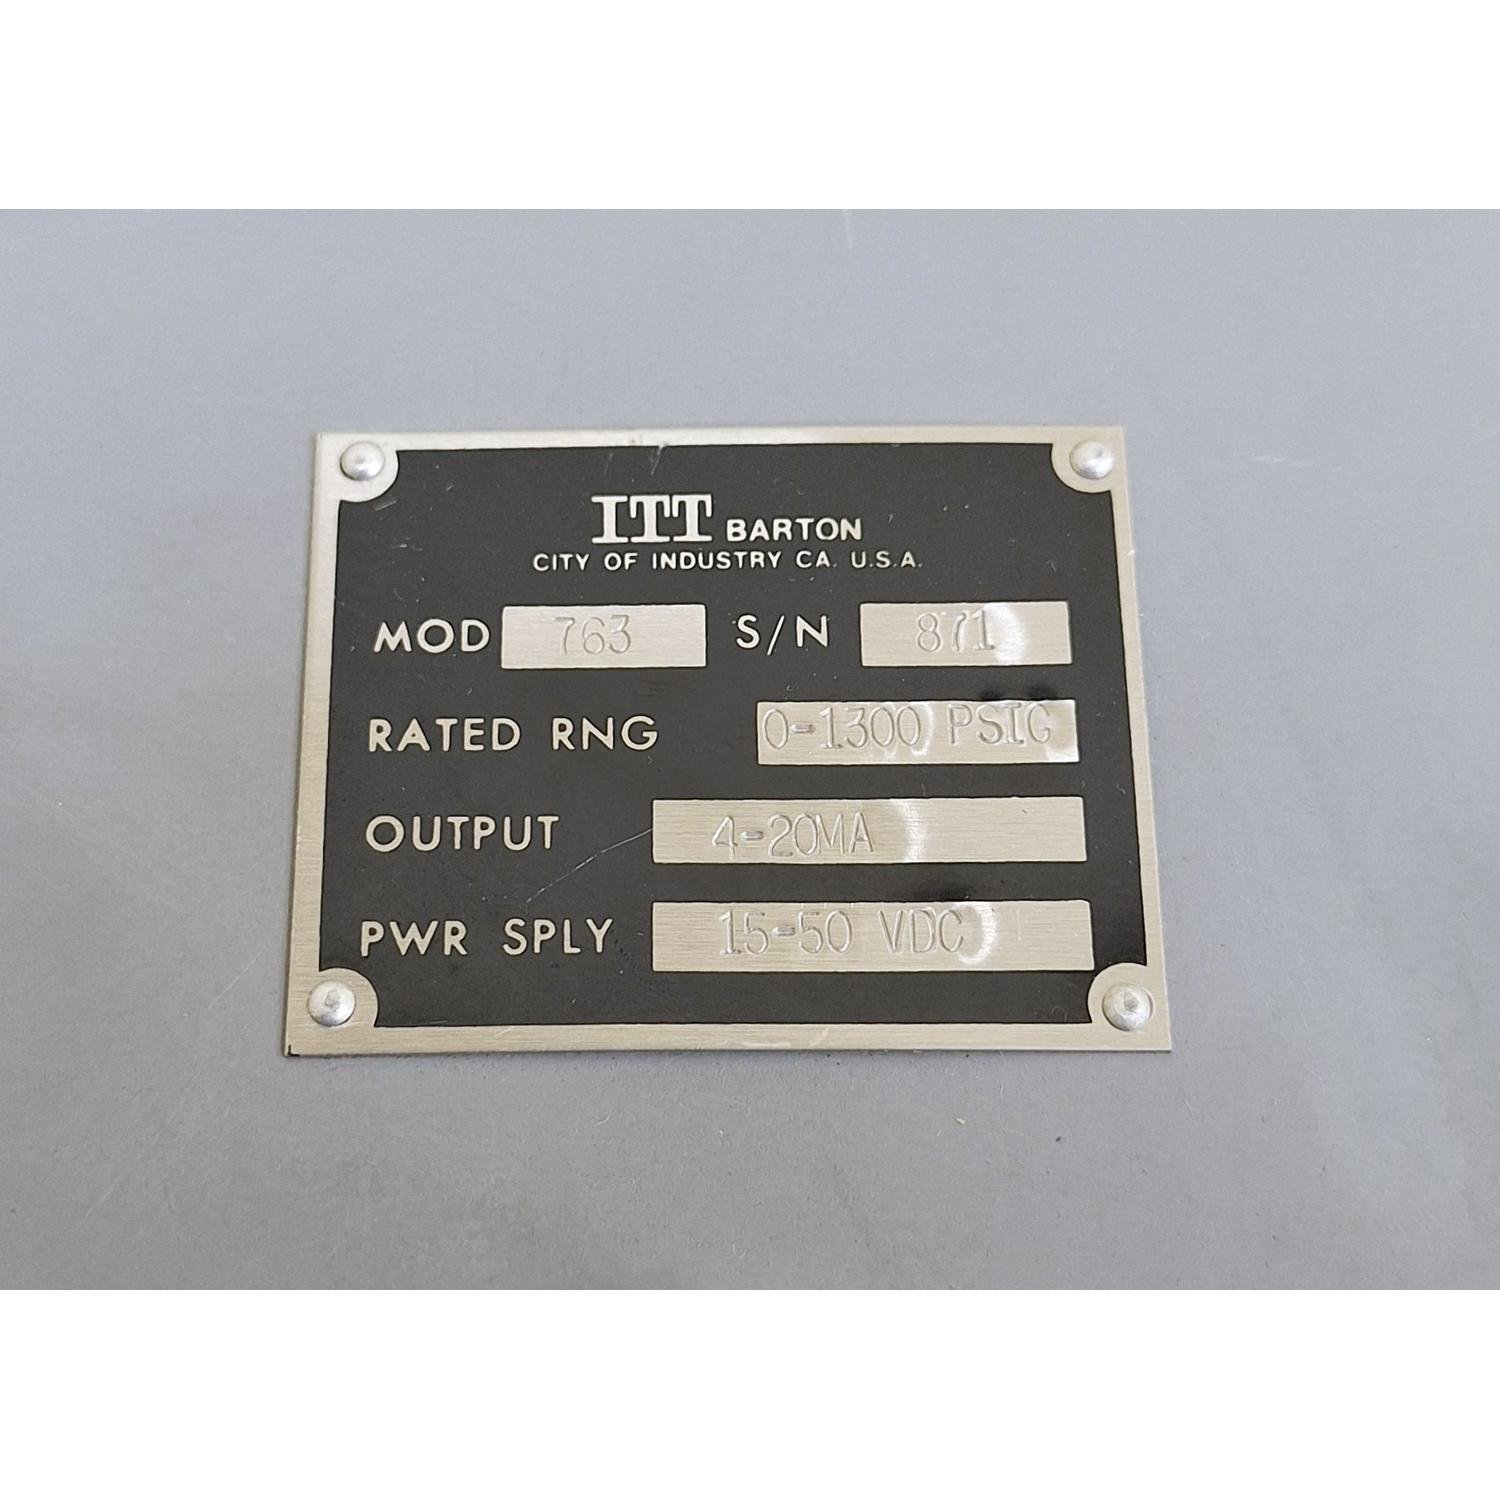 ITT BARTON
CITY OF INDUSTRY CA. U.S.A.
MOD 763 S/N 871
RATED RNG 0-1300 PSIG
OUTPUT 4-20MA
PWR SPLY 15-50 VDC